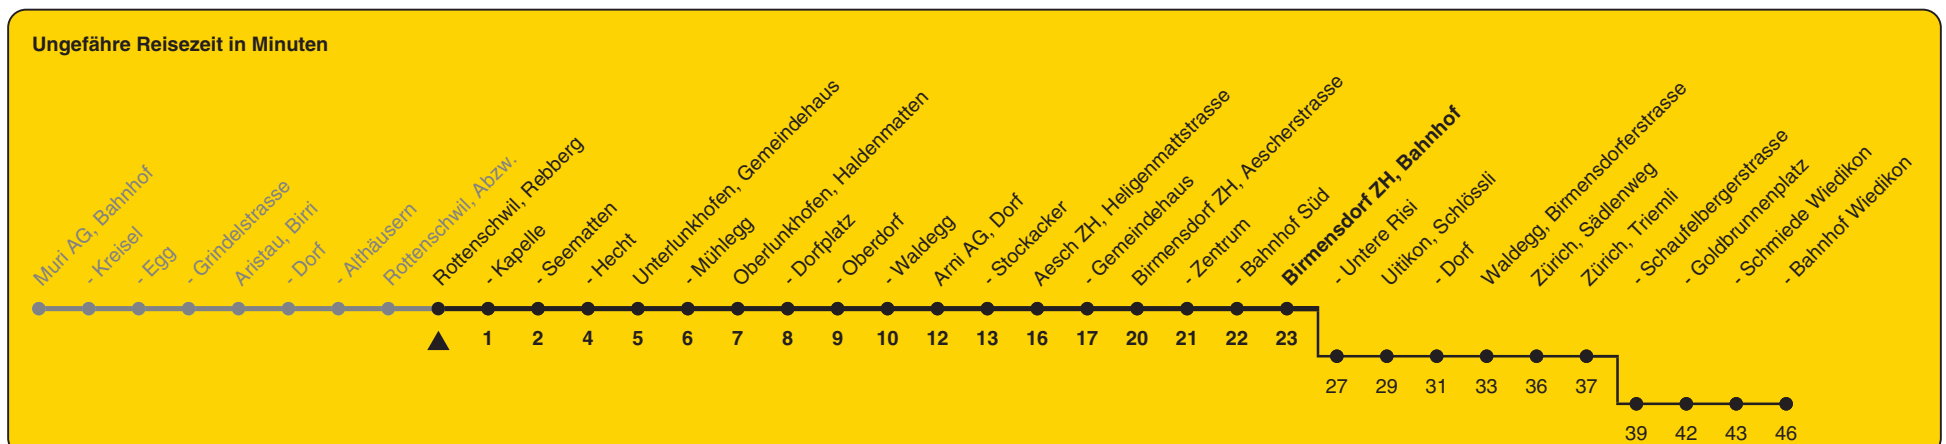 Ungefähre Reisezeit in Minuten
Muri AG, Bahnhof
- Kreisel
- Egg
- Grindelstrasse
Aristau, Birri
- Dorf
- Althäusern
Rottenschwil, Abzw.
Rottenschwil, Rebberg
- Kapelle
- Seematten
- Hecht
Unterlunkhofen, Gemeindehaus
- Mühlegg
Oberlunkhofen, Haldenmatten
- Dorfplatz
- Oberdorf
- Waldegg
Arni AG, Dorf
- Stockacker
Aesch ZH, Heligenmattstrasse
- Gemeindehaus
Birmensdorf ZH, Aescherstrasse
- Zentrum
- Bahnhof Süd
Birmensdorf ZH, Bahnhof
- Untere Risi
Uitikon, Schlössli
- Dorf
Waldegg, Birmensdorferstrasse
Zürich, Sädlenweg
Zürich, Triemli
- Schaufelbergerstrasse
- Goldbrunnenplatz
- Schmiede Wiedikon
- Bahnhof Wiedikon
1 2 4 5 6 7 8 9 10 12 13 16 17 20 21 22 23
27 29 31 33 36 37
39 42 43 46